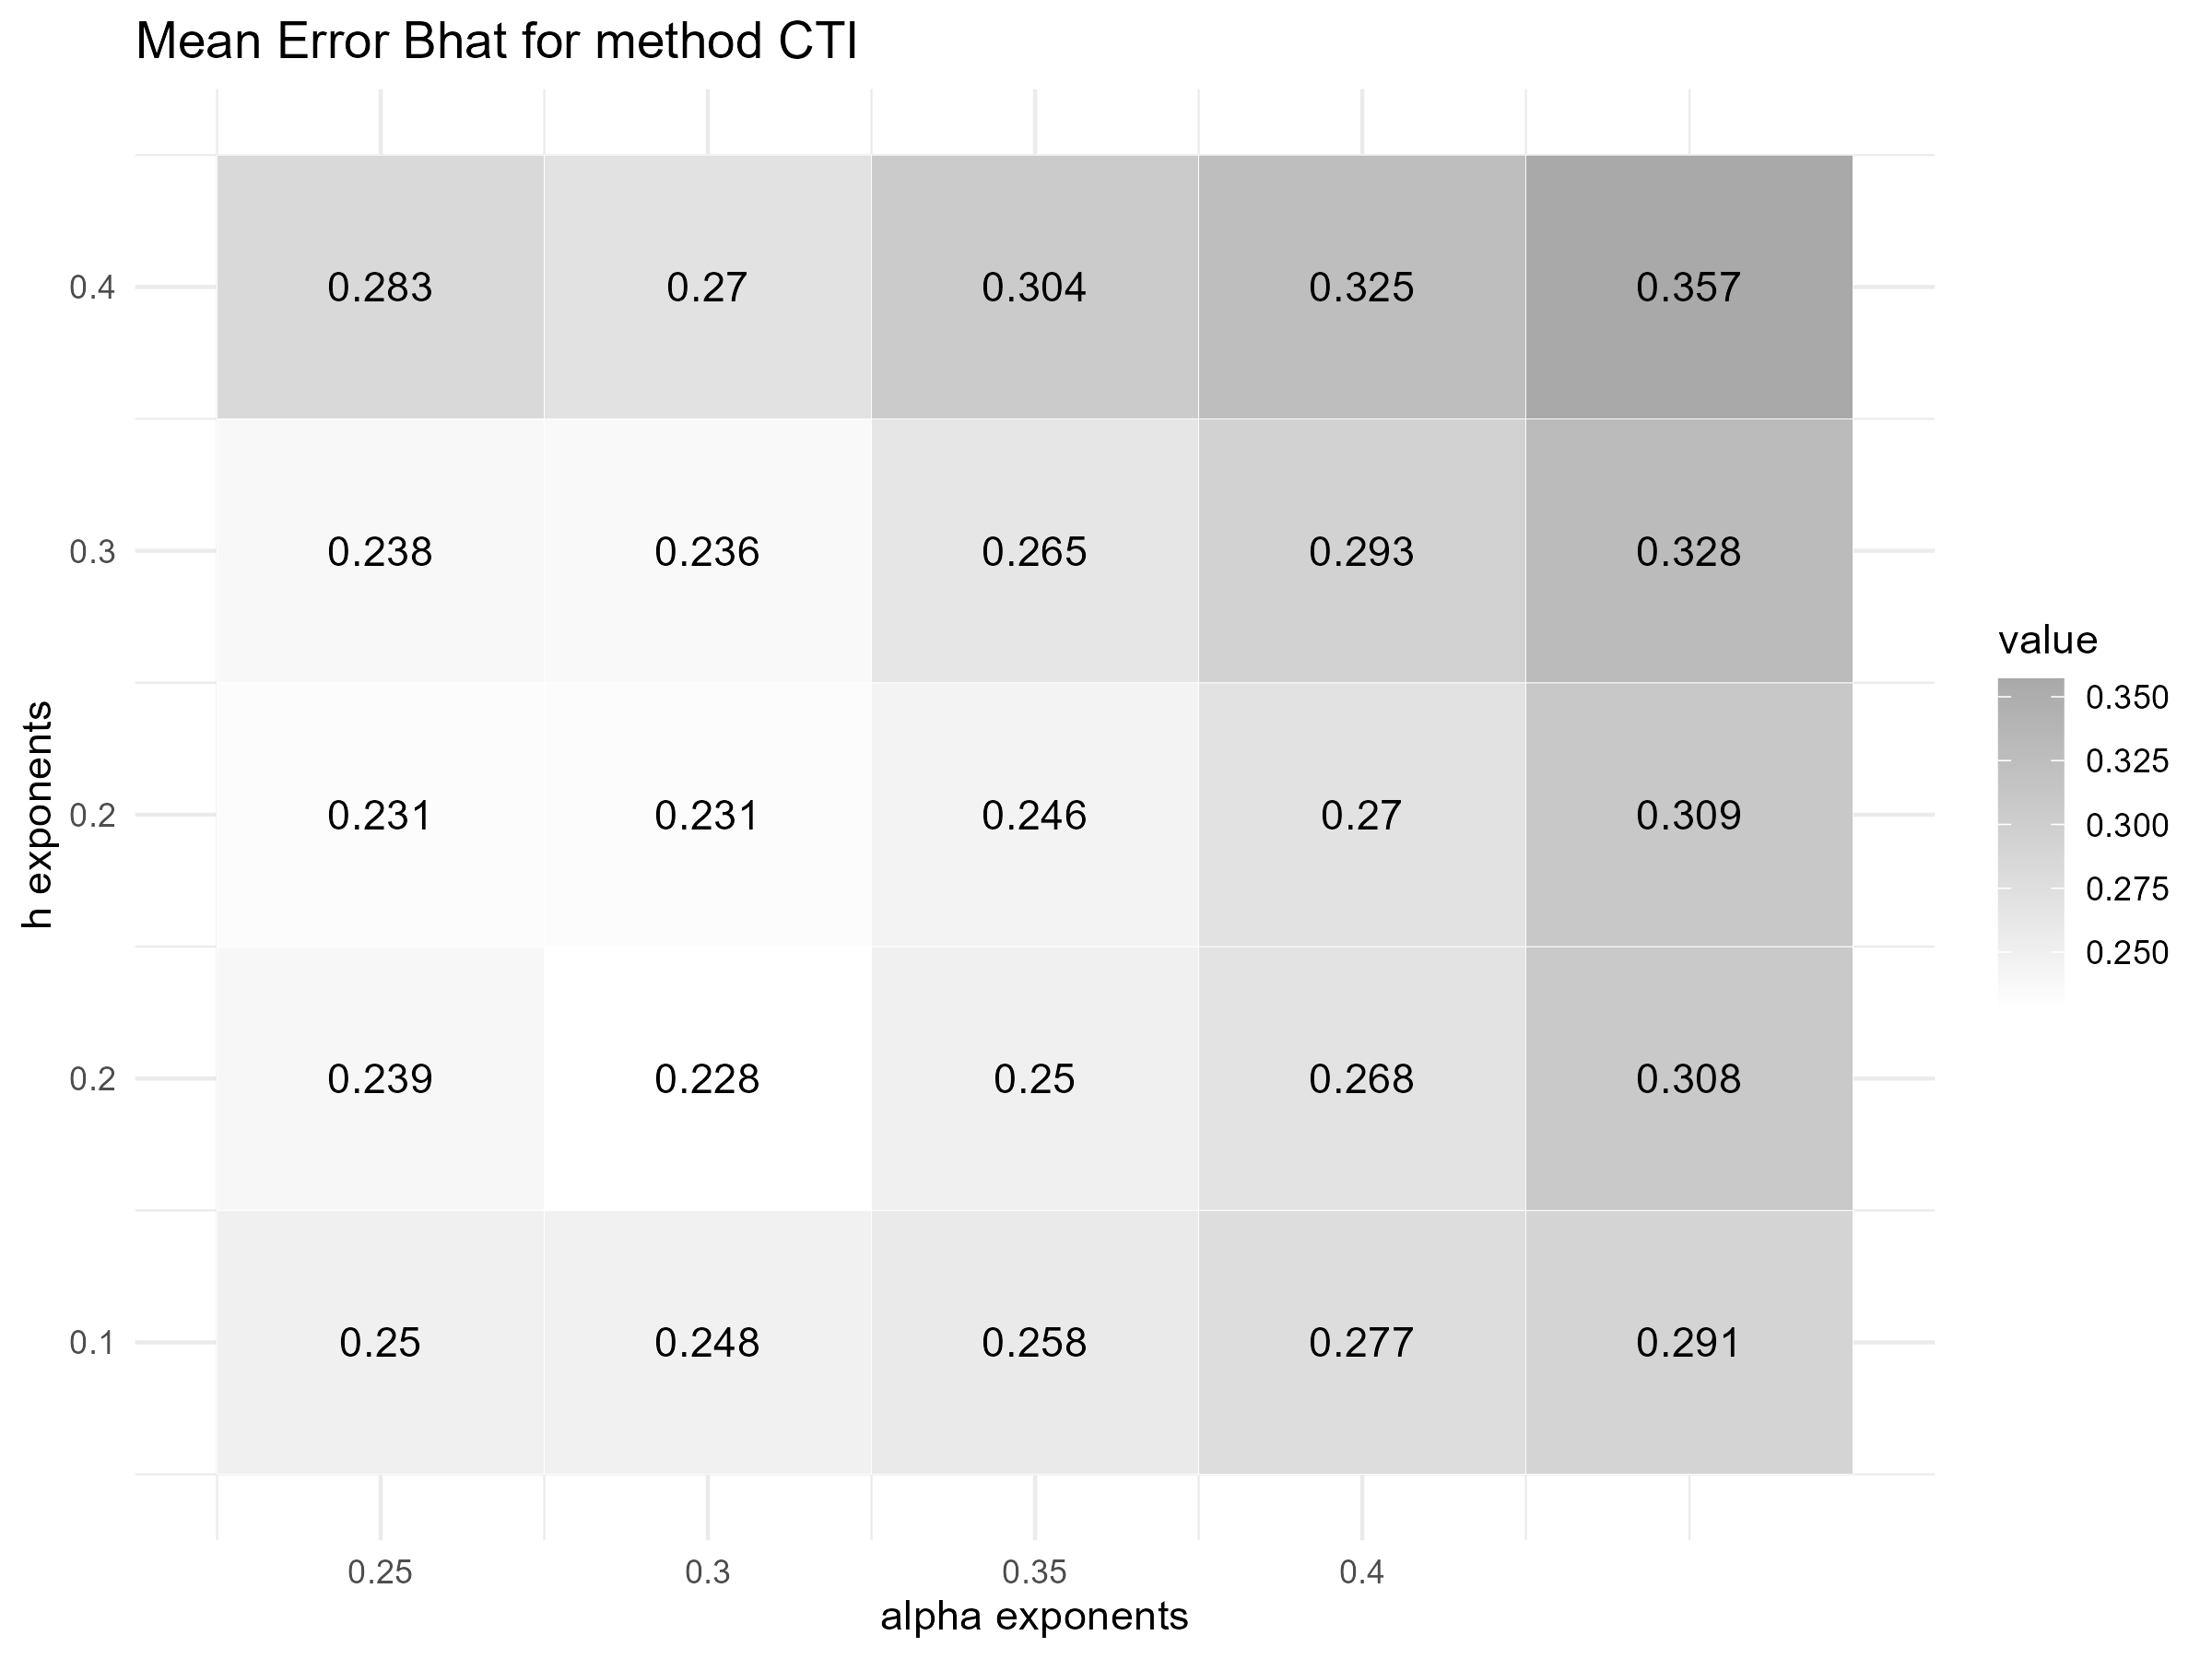 Mean Error Bhat for method CTI
0.4 0.283 0.27 0.304 0.325 0.357
0.3 0.238 0.236 0.265 0.293 0.328
0.2 0.231 0.231 0.246 0.27 0.309
0.2 0.239 0.228 0.25 0.268 0.308
0.1 0.25 0.248 0.258 0.277 0.291
h exponents
0.25 0.3 0.35 0.4
alpha exponents
value
0.350
0.325
0.300
0.275
0.250